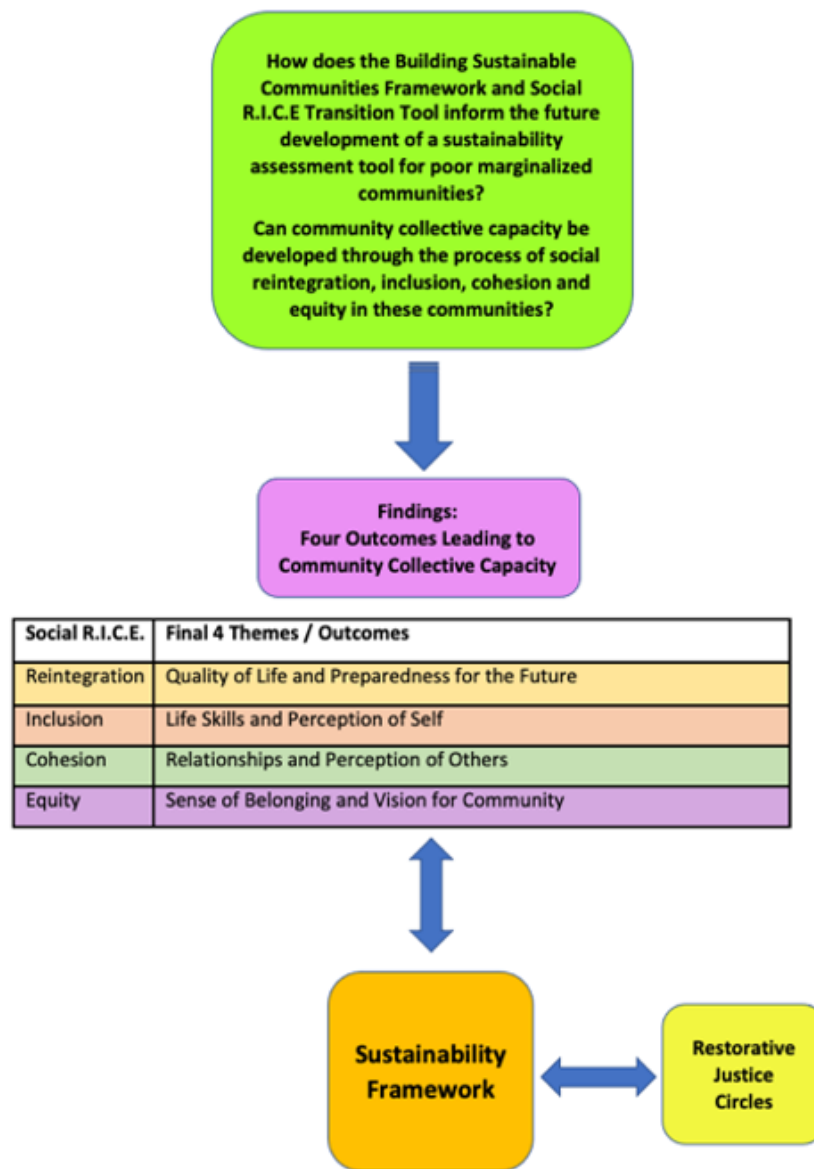 How does the Building Sustainable
Communities Framework and Social
R.I.C.E Transition Tool inform the future
development of a sustainability
assessment tool for poor marginalized
communities?
Can community collective capacity be
developed through the process of social
reintegration, inclusion, cohesion and
equity in these communities?
Findings:
Four Outcomes Leading to
Community Collective Capacity
Social R.I.C.E. Final 4 Themes / Outcomes
Reintegration Quality of Life and Preparedness for the Future
Inclusion Life Skills and Perception of Self
Cohesion Relationships and Perception of Others
Equity Sense of Belonging and Vision for Community
Sustainability
Framework
Restorative
Justice
Circles